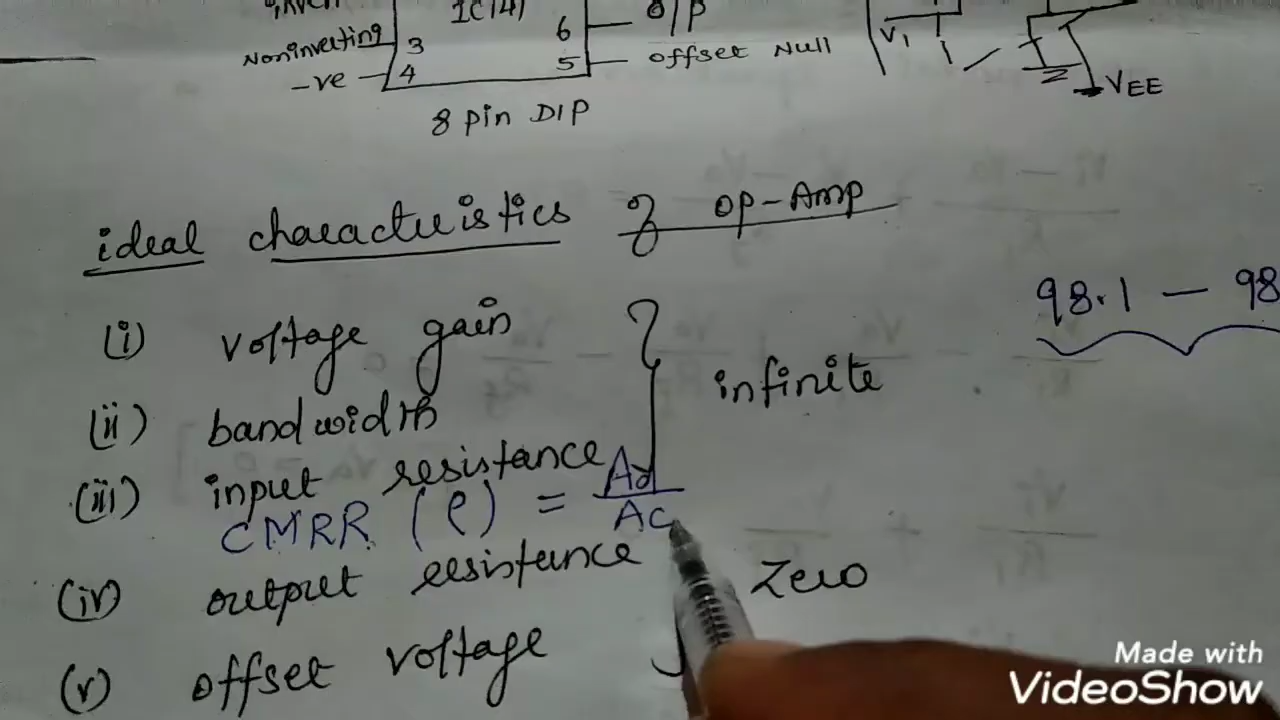 IC 741
6 O/P
Noninverting 3
5 offset Null
-ve 4
V1
VEE
8 pin DIP
ideal characteristics of op-Amp
(i) voltage gain
infinite
98.1 — 98
(ii) bandwidth
(iii) input resistance
CMRR (ρ) = Ad/Ac
(iv) output resistance
Zero
(v) offset voltage
Made with
VideoShow